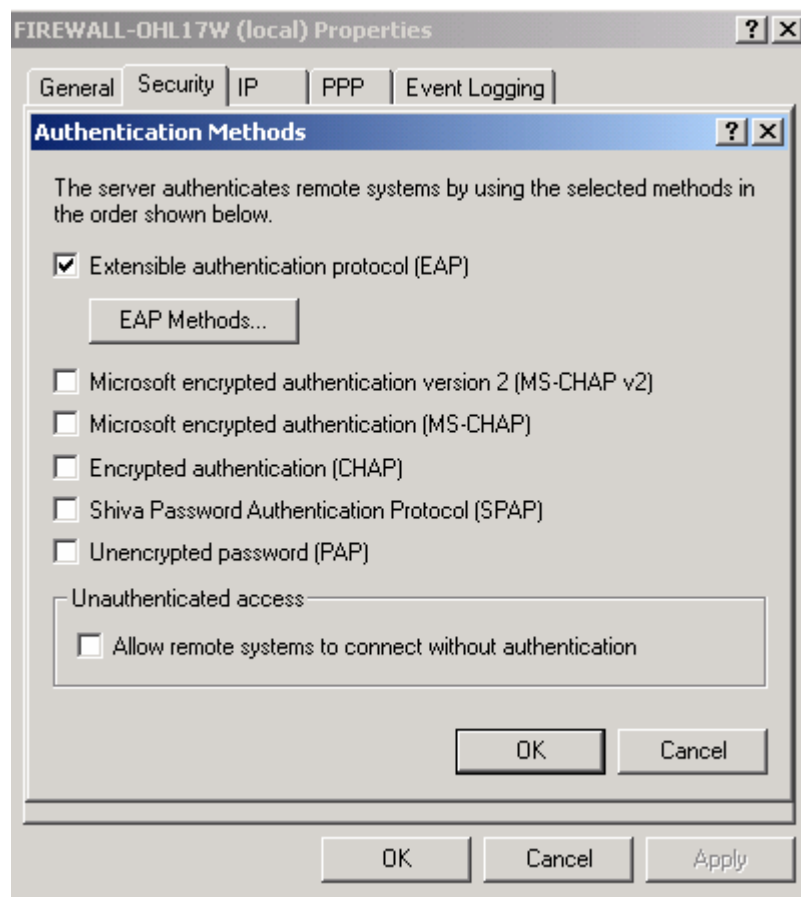 FIREWALL-OHL17W (local) Properties
General Security IP PPP Event Logging
Authentication Methods
The server authenticates remote systems by using the selected methods in
the order shown below.
Extensible authentication protocol (EAP)
EAP Methods...
Microsoft encrypted authentication version 2 (MS-CHAP v2)
Microsoft encrypted authentication (MS-CHAP)
Encrypted authentication (CHAP)
Shiva Password Authentication Protocol (SPAP)
Unencrypted password (PAP)
Unauthenticated access
Allow remote systems to connect without authentication
OK Cancel
OK Cancel Apply